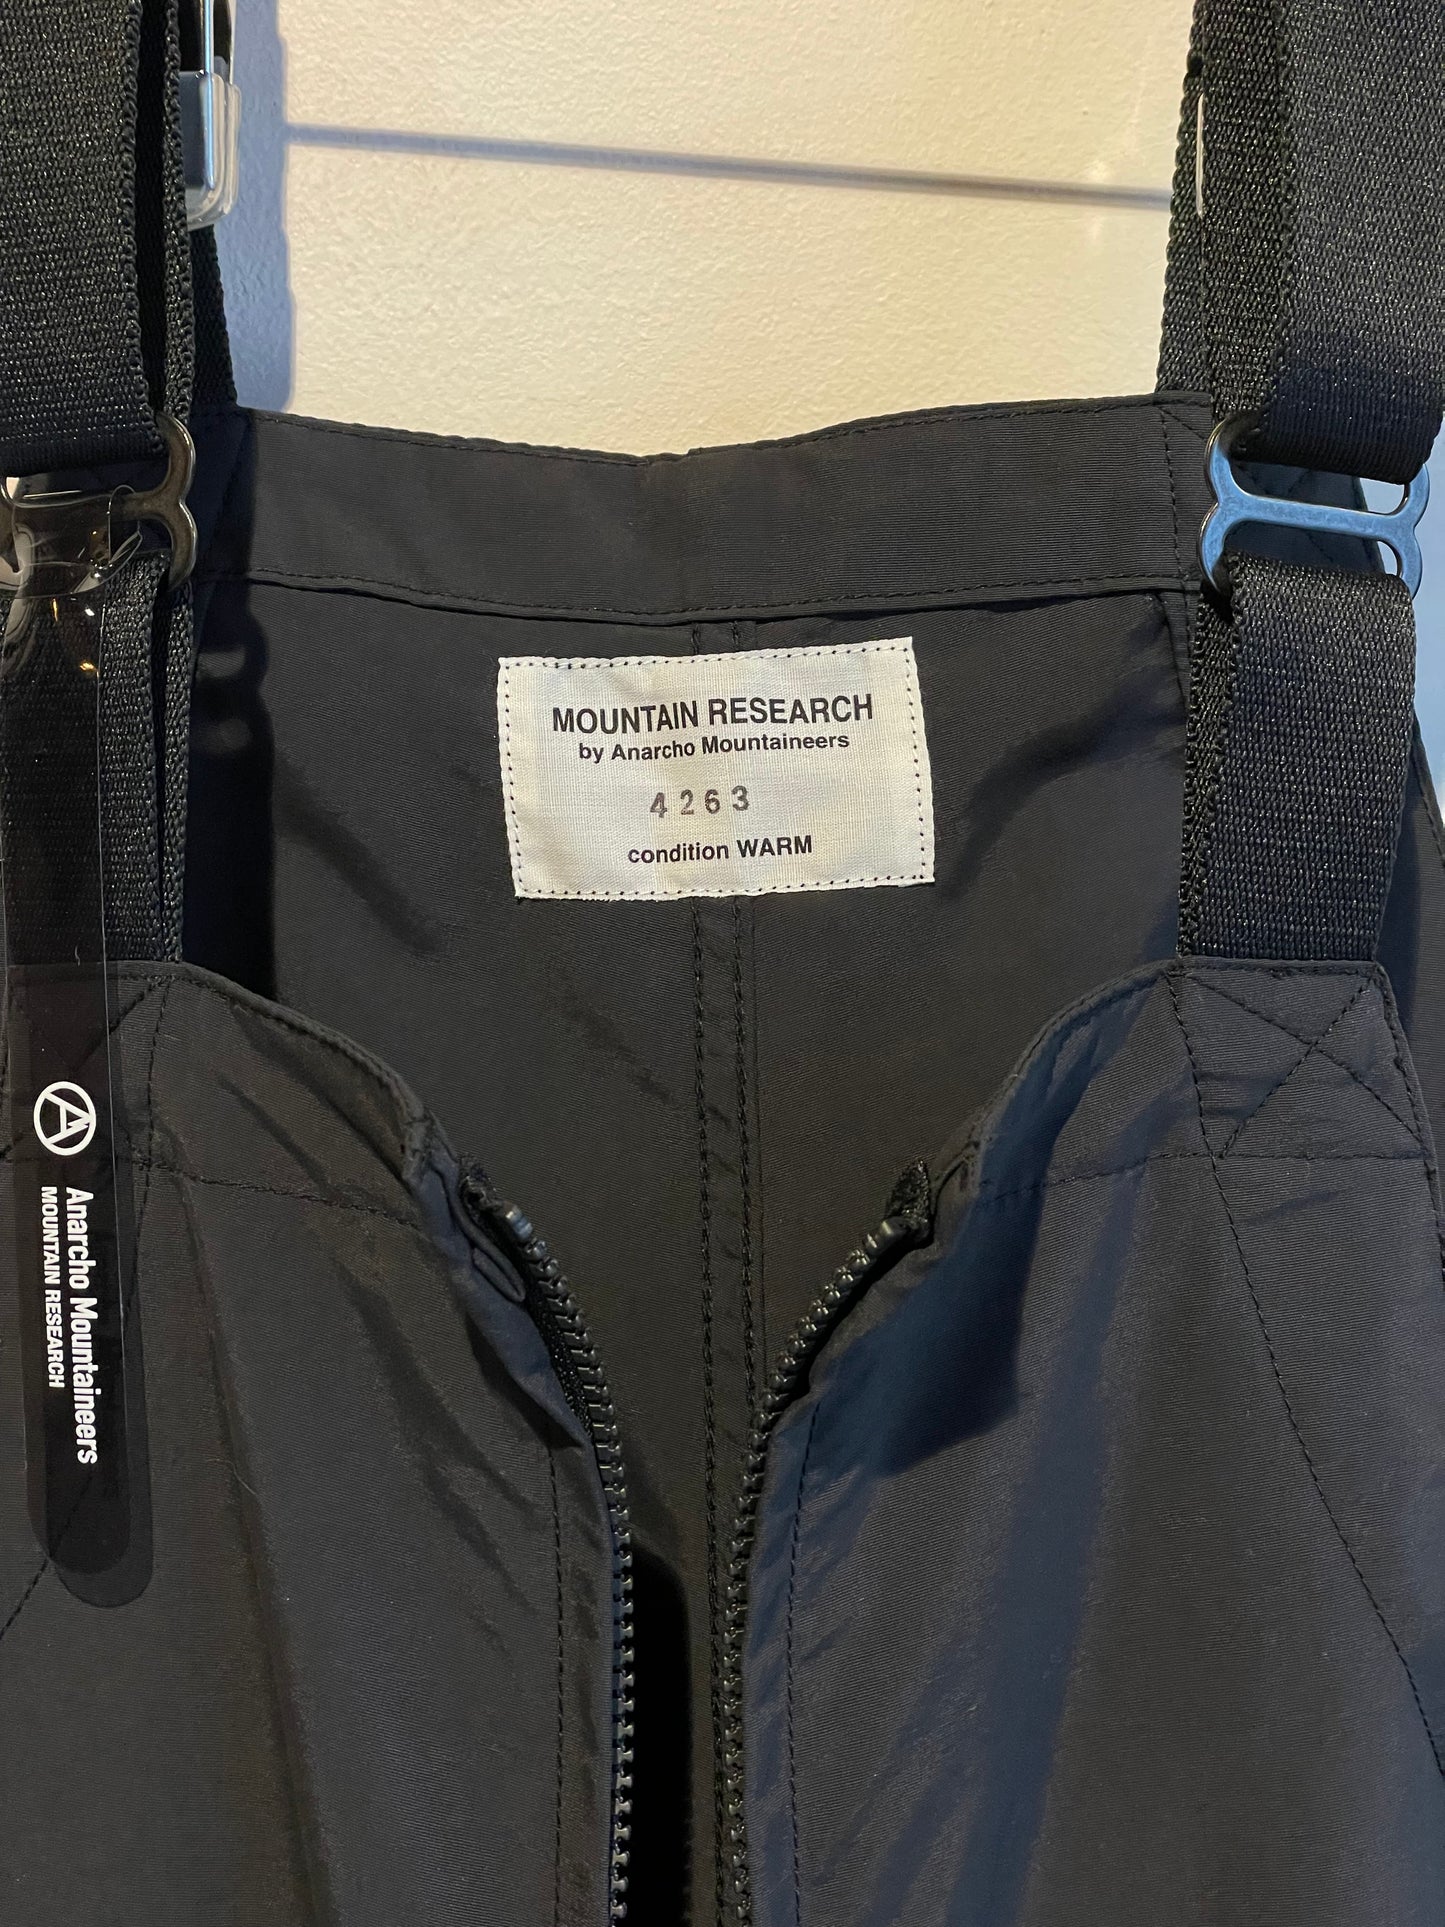 MOUNTAIN RESEARCH
by Anarcho Mountaineers
4263
condition WARM
Anarcho Mountaineers
MOUNTAIN RESEARCH